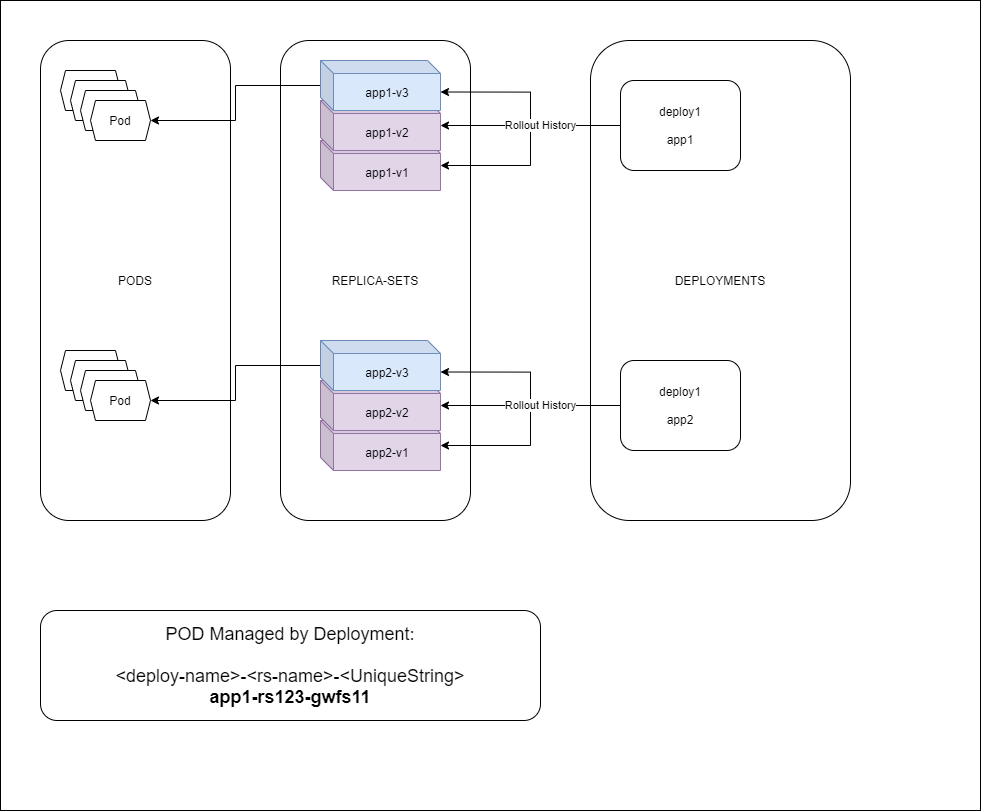 Pod
app1-v3
app1-v2
app1-v1
Rollout History
deploy1
app1
PODS
REPLICA-SETS
DEPLOYMENTS
Pod
app2-v3
app2-v2
app2-v1
Rollout History
deploy1
app2
POD Managed by Deployment:
<deploy-name>-<rs-name>-<UniqueString>
app1-rs123-gwfs11